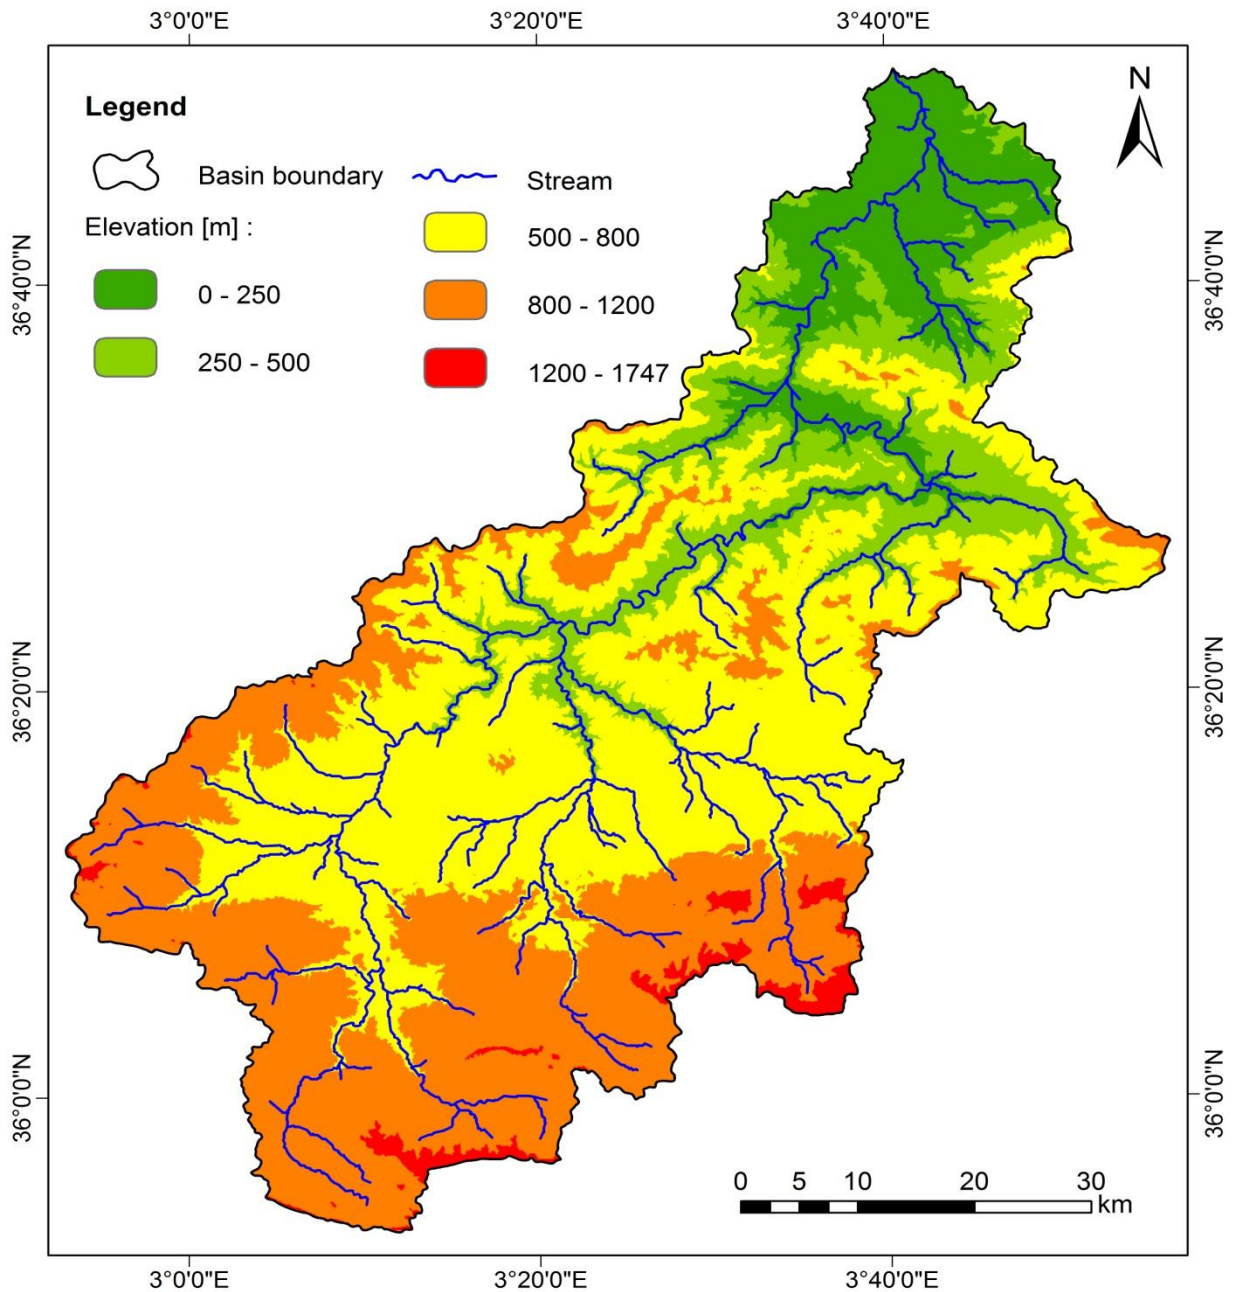 3°0'0"E 3°20'0"E 3°40'0"E
N
Legend
Basin boundary
Stream
Elevation [m] :
0 - 250
250 - 500
500 - 800
800 - 1200
1200 - 1747
36°40'0"N
36°20'0"N
36°0'0"N
36°40'0"N
36°20'0"N
36°0'0"N
0 5 10 20 30
km
3°0'0"E 3°20'0"E 3°40'0"E